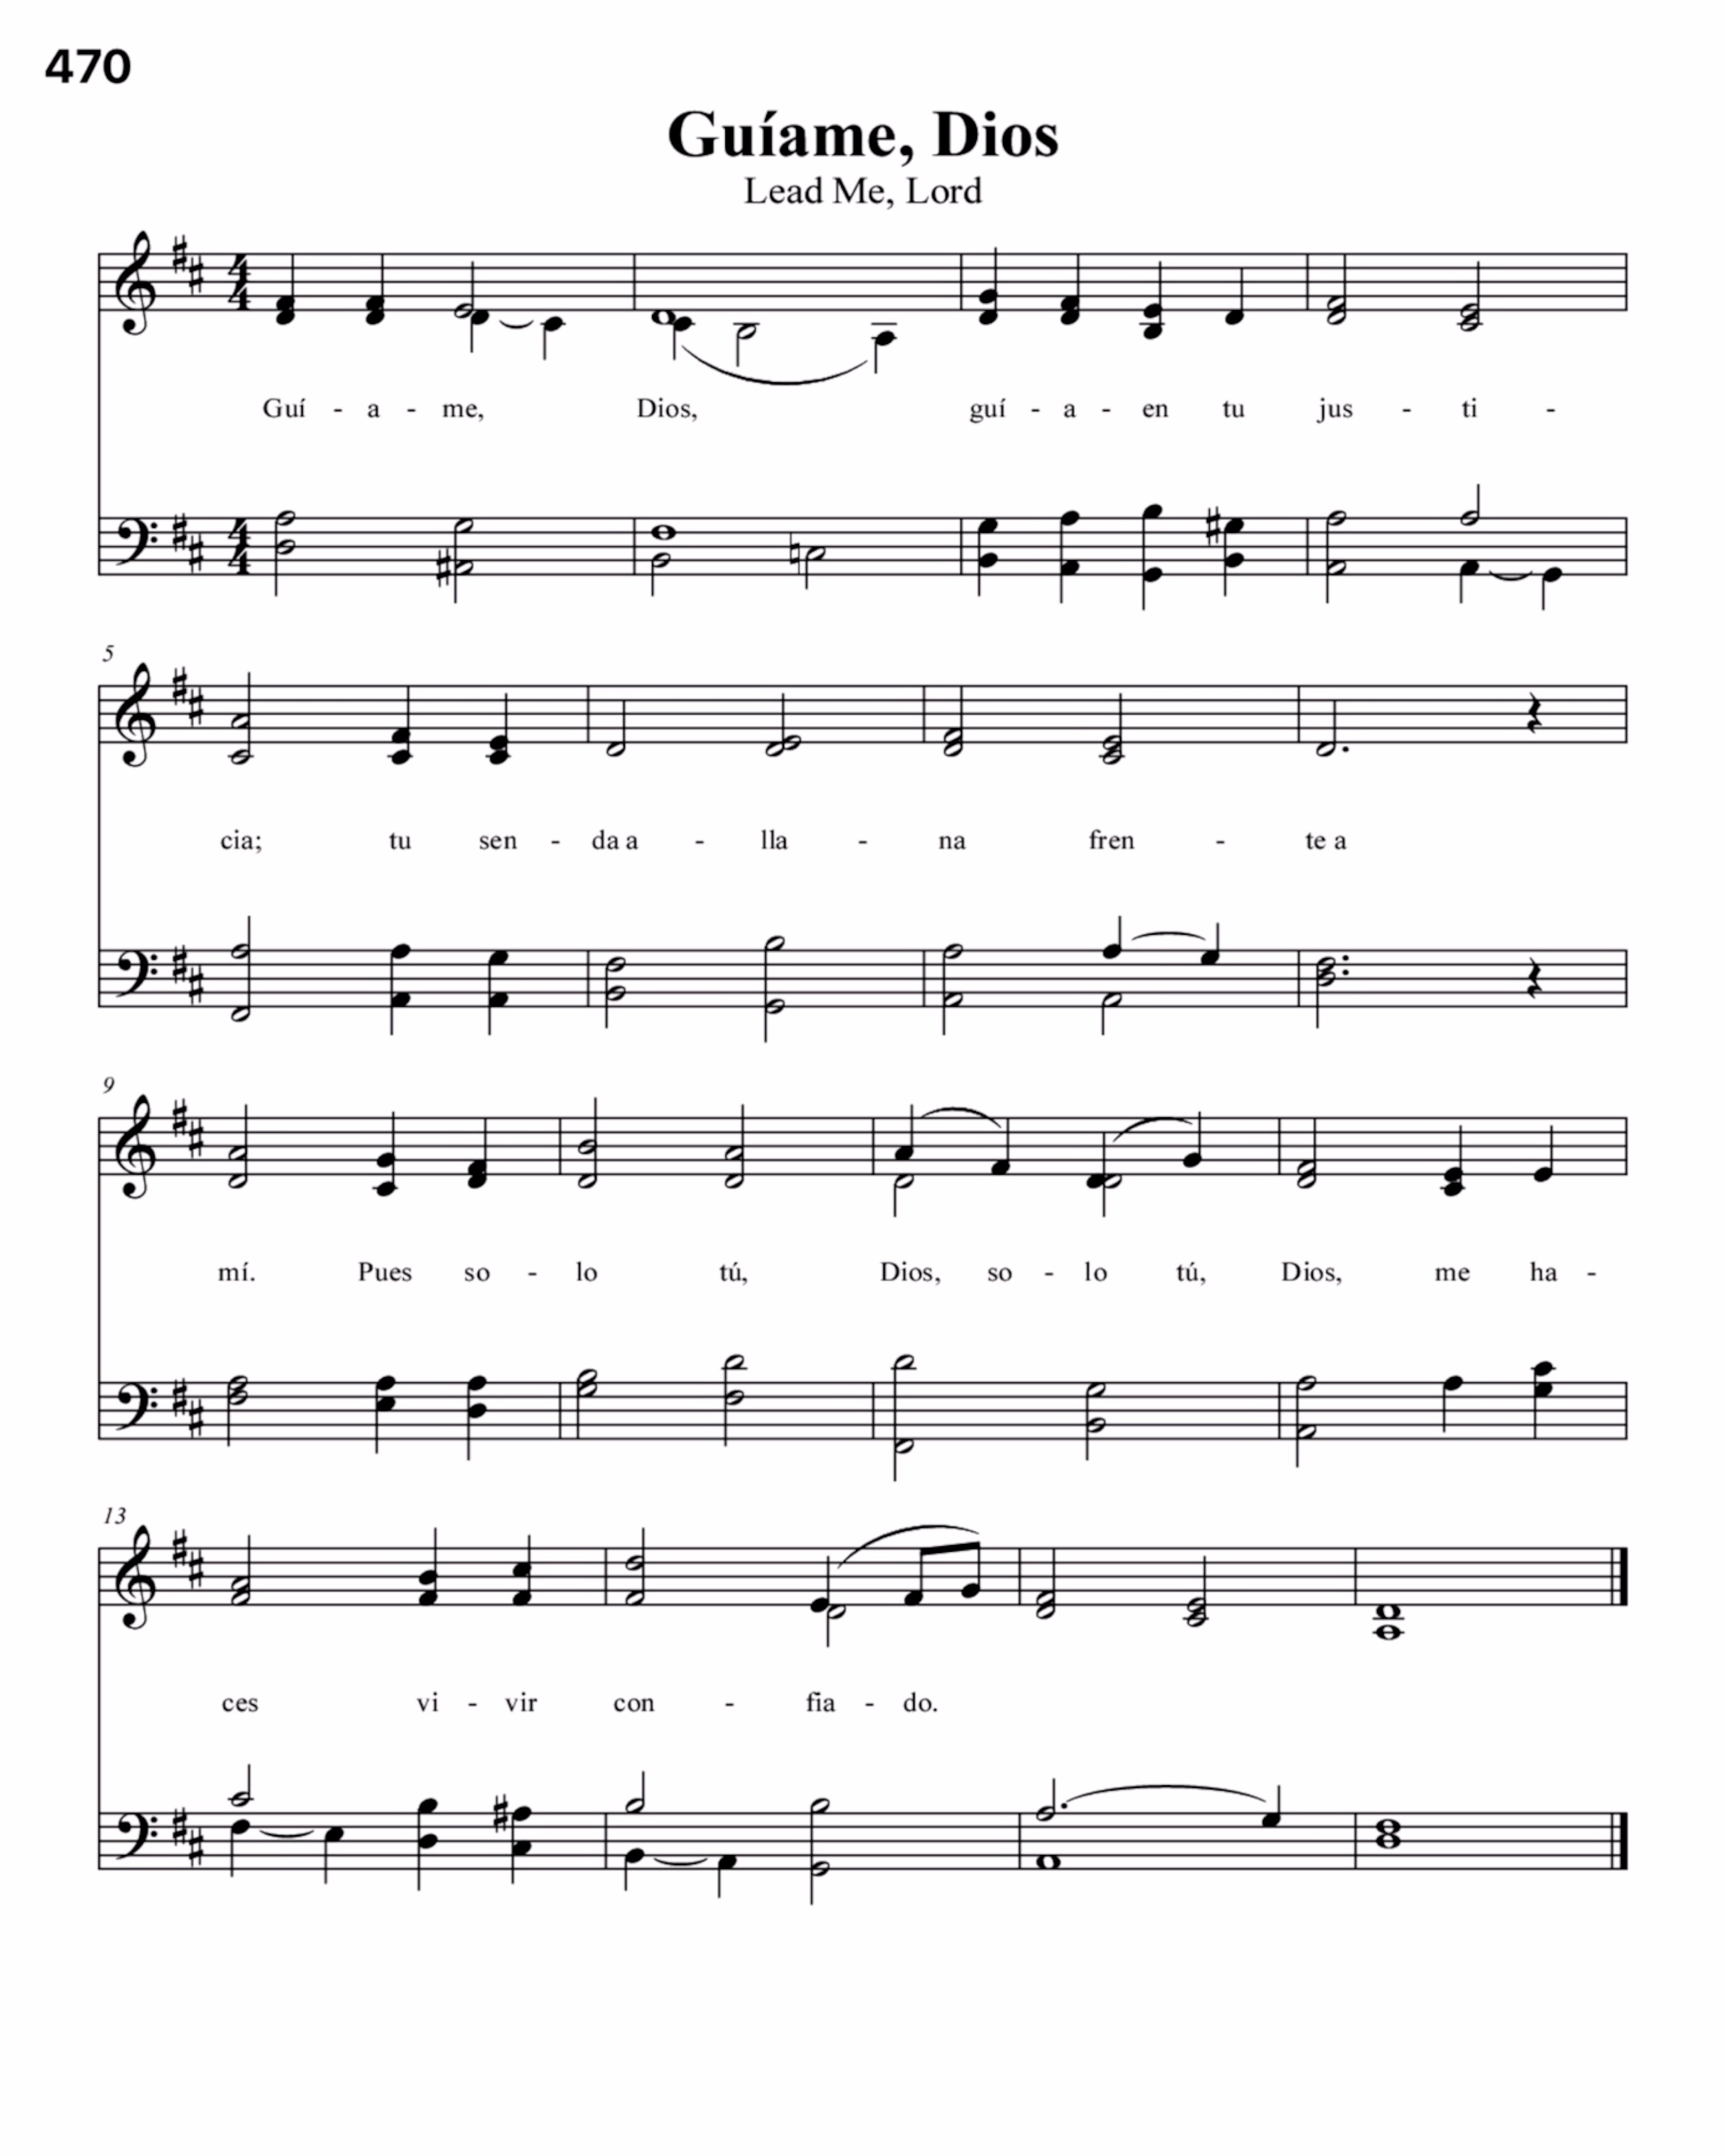 470
Guíame, Dios
Lead Me, Lord
Guí - a - me, Dios, guí - a - en tu jus - ti -
5
cia; tu sen - da a - lla - na fren - te a
9
mí. Pues so - lo tú, Dios, so - lo tú, Dios, me ha -
13
ces vi - vir con - fia - do.